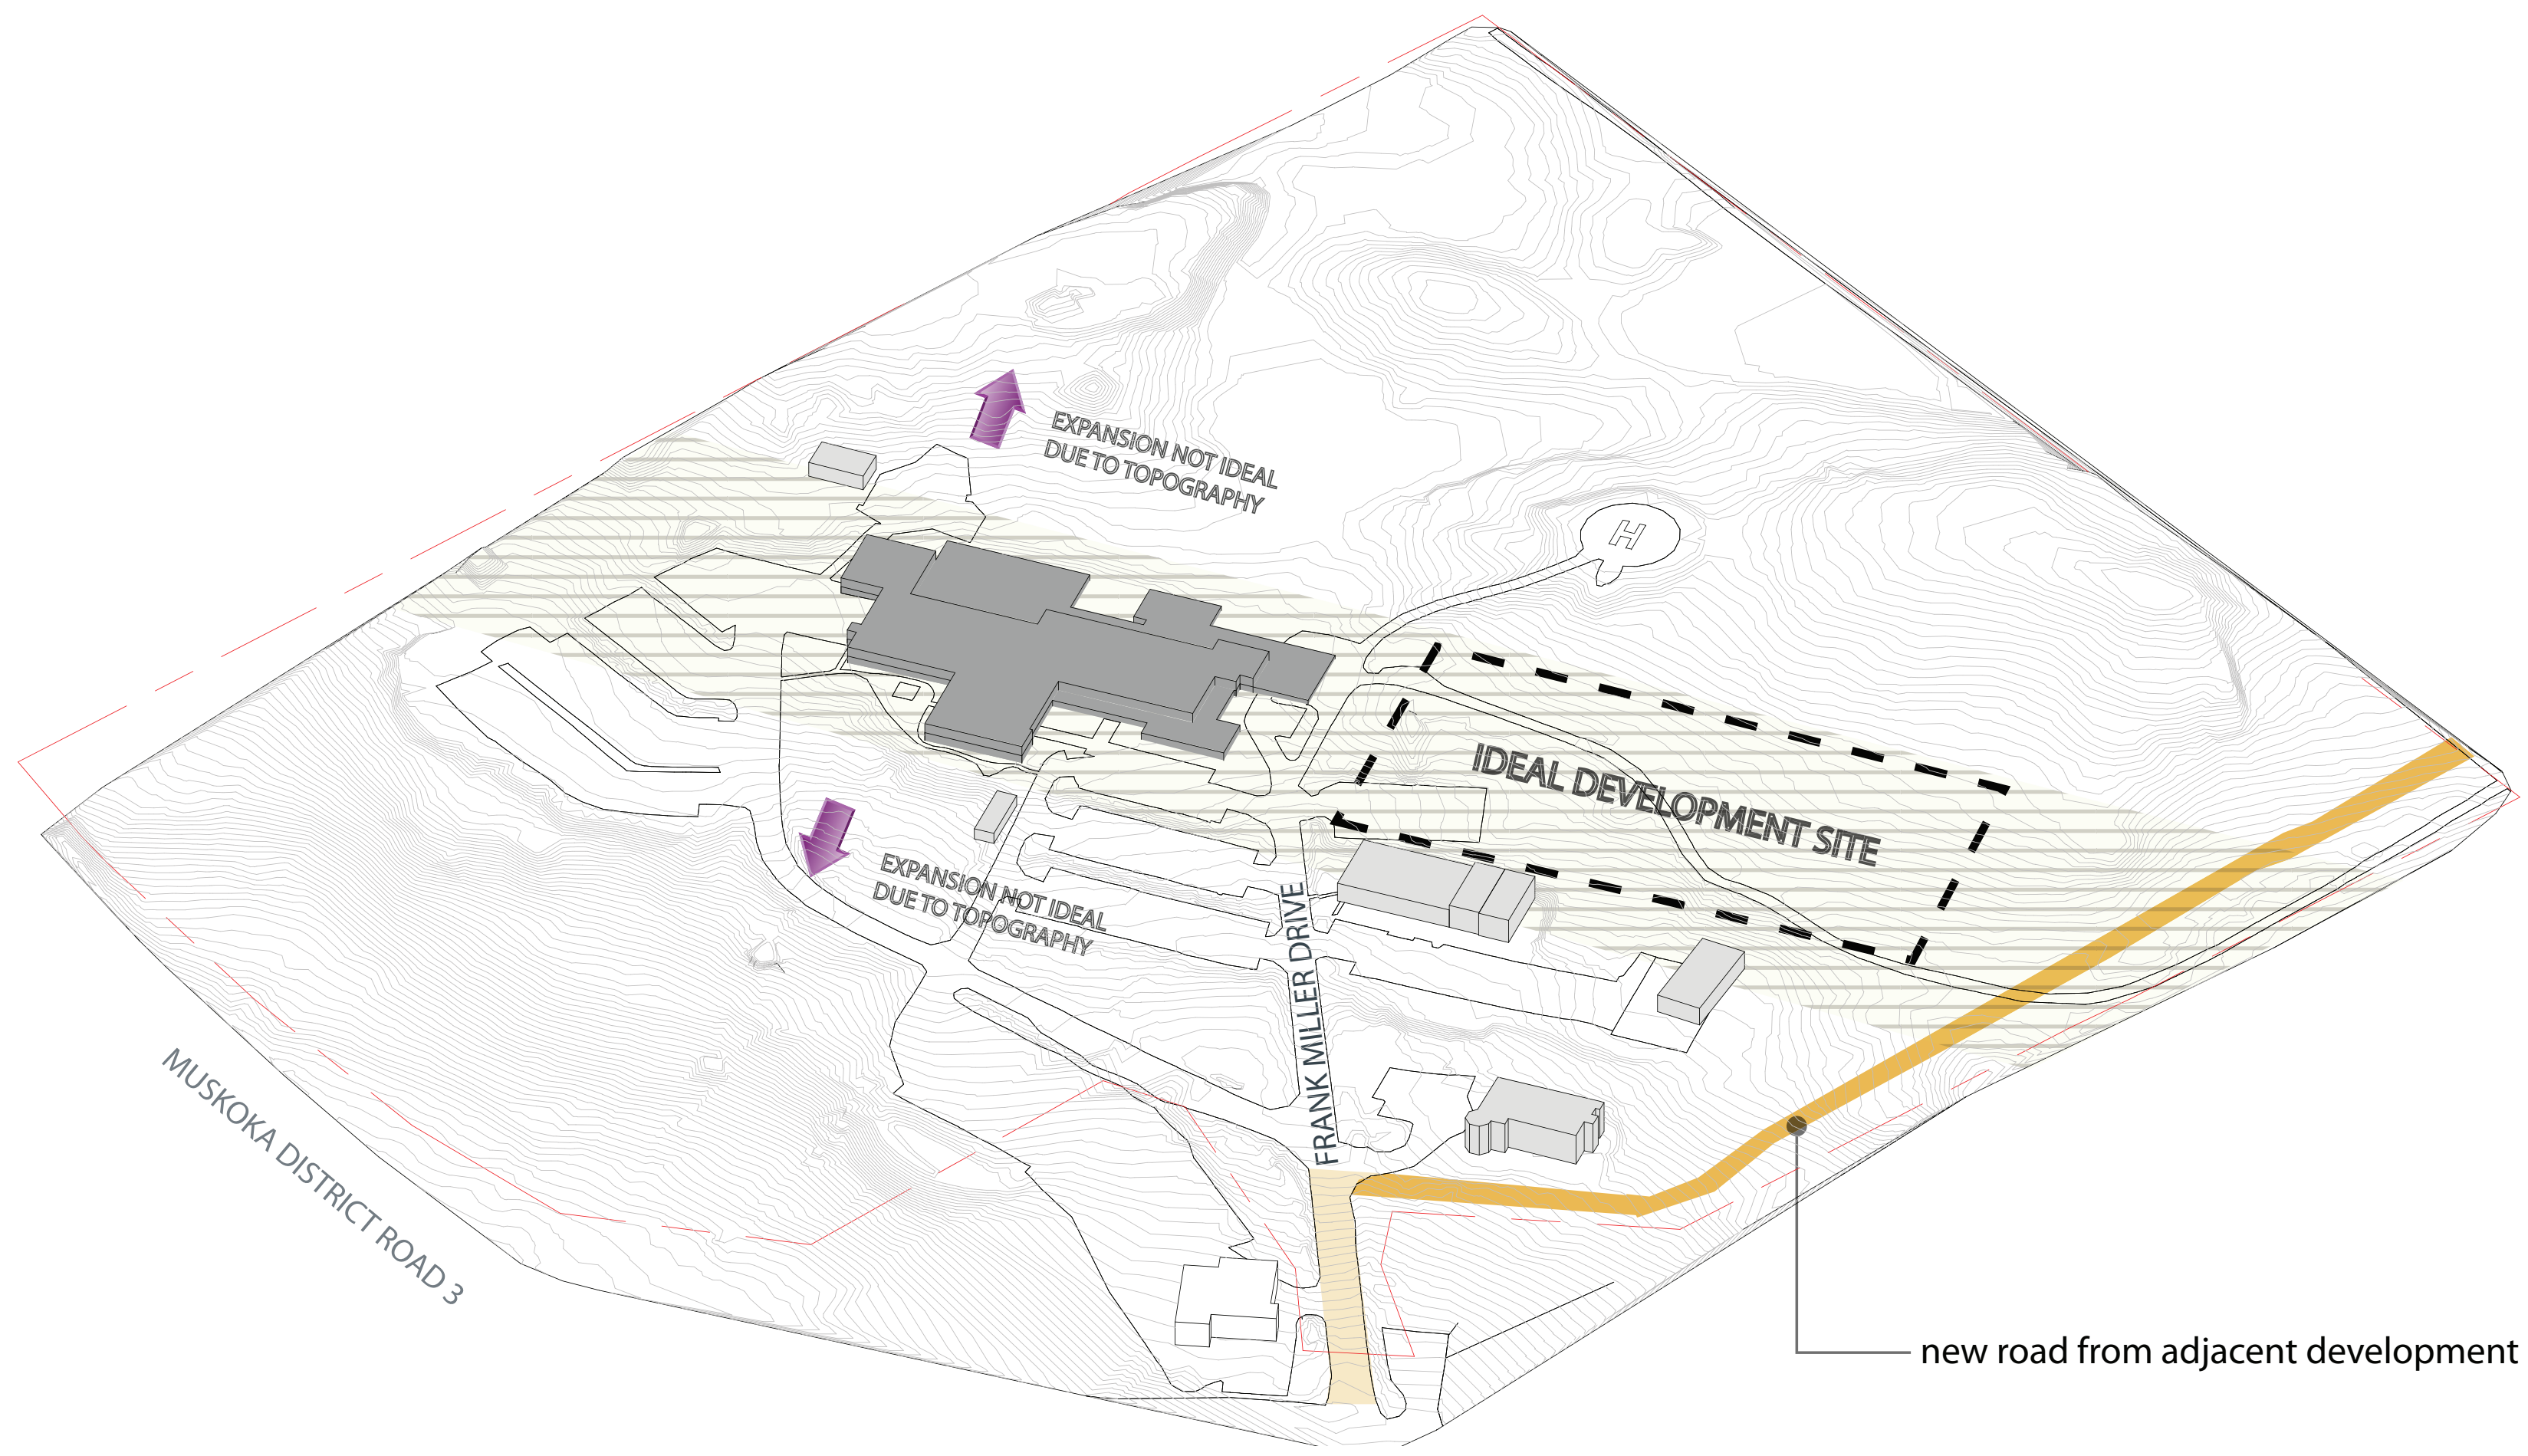 EXPANSION NOT IDEAL
DUE TO TOPOGRAPHY
H
IDEAL DEVELOPMENT SITE
EXPANSION NOT IDEAL
DUE TO TOPOGRAPHY
FRANK MILLER DRIVE
MUSKOKA DISTRICT ROAD 3
new road from adjacent development